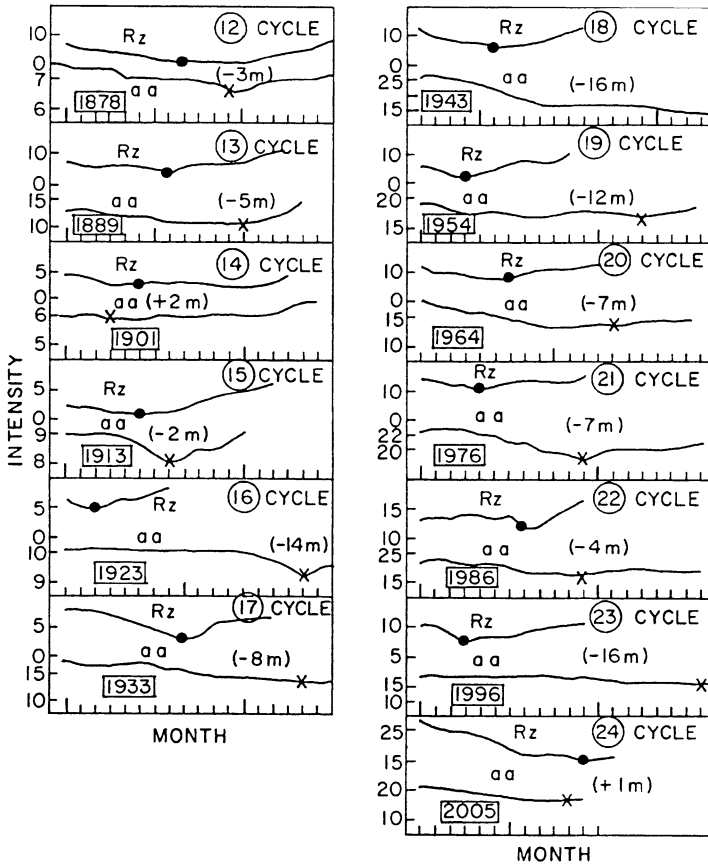 Rz ⑫ CYCLE
10
0
7
6
aa (-3m)
1878
Rz ⑬ CYCLE
10
0
15
10
aa (-5m)
1889
Rz ⑭ CYCLE
5
0
6
5
aa (+2m)
1901
Rz ⑮ CYCLE
5
0
9
8
aa (-2m)
1913
Rz ⑯ CYCLE
5
0
10
9
aa (-14m)
1923
Rz ⑰ CYCLE
5
0
15
10
aa (-8m)
1933
INTENSITY
MONTH
Rz ⑱ CYCLE
10
0
25
15
aa (-16m)
1943
Rz ⑲ CYCLE
10
0
20
15
aa (-12m)
1954
Rz ⑳ CYCLE
10
0
15
10
aa (-7m)
1964
Rz ㉑ CYCLE
10
0
22
20
aa (-7m)
1976
Rz ㉒ CYCLE
15
10
25
15
aa (-4m)
1986
Rz ㉓ CYCLE
10
5
15
10
aa (-16m)
1996
Rz ㉔ CYCLE
25
15
20
10
aa (+1m)
2005
MONTH